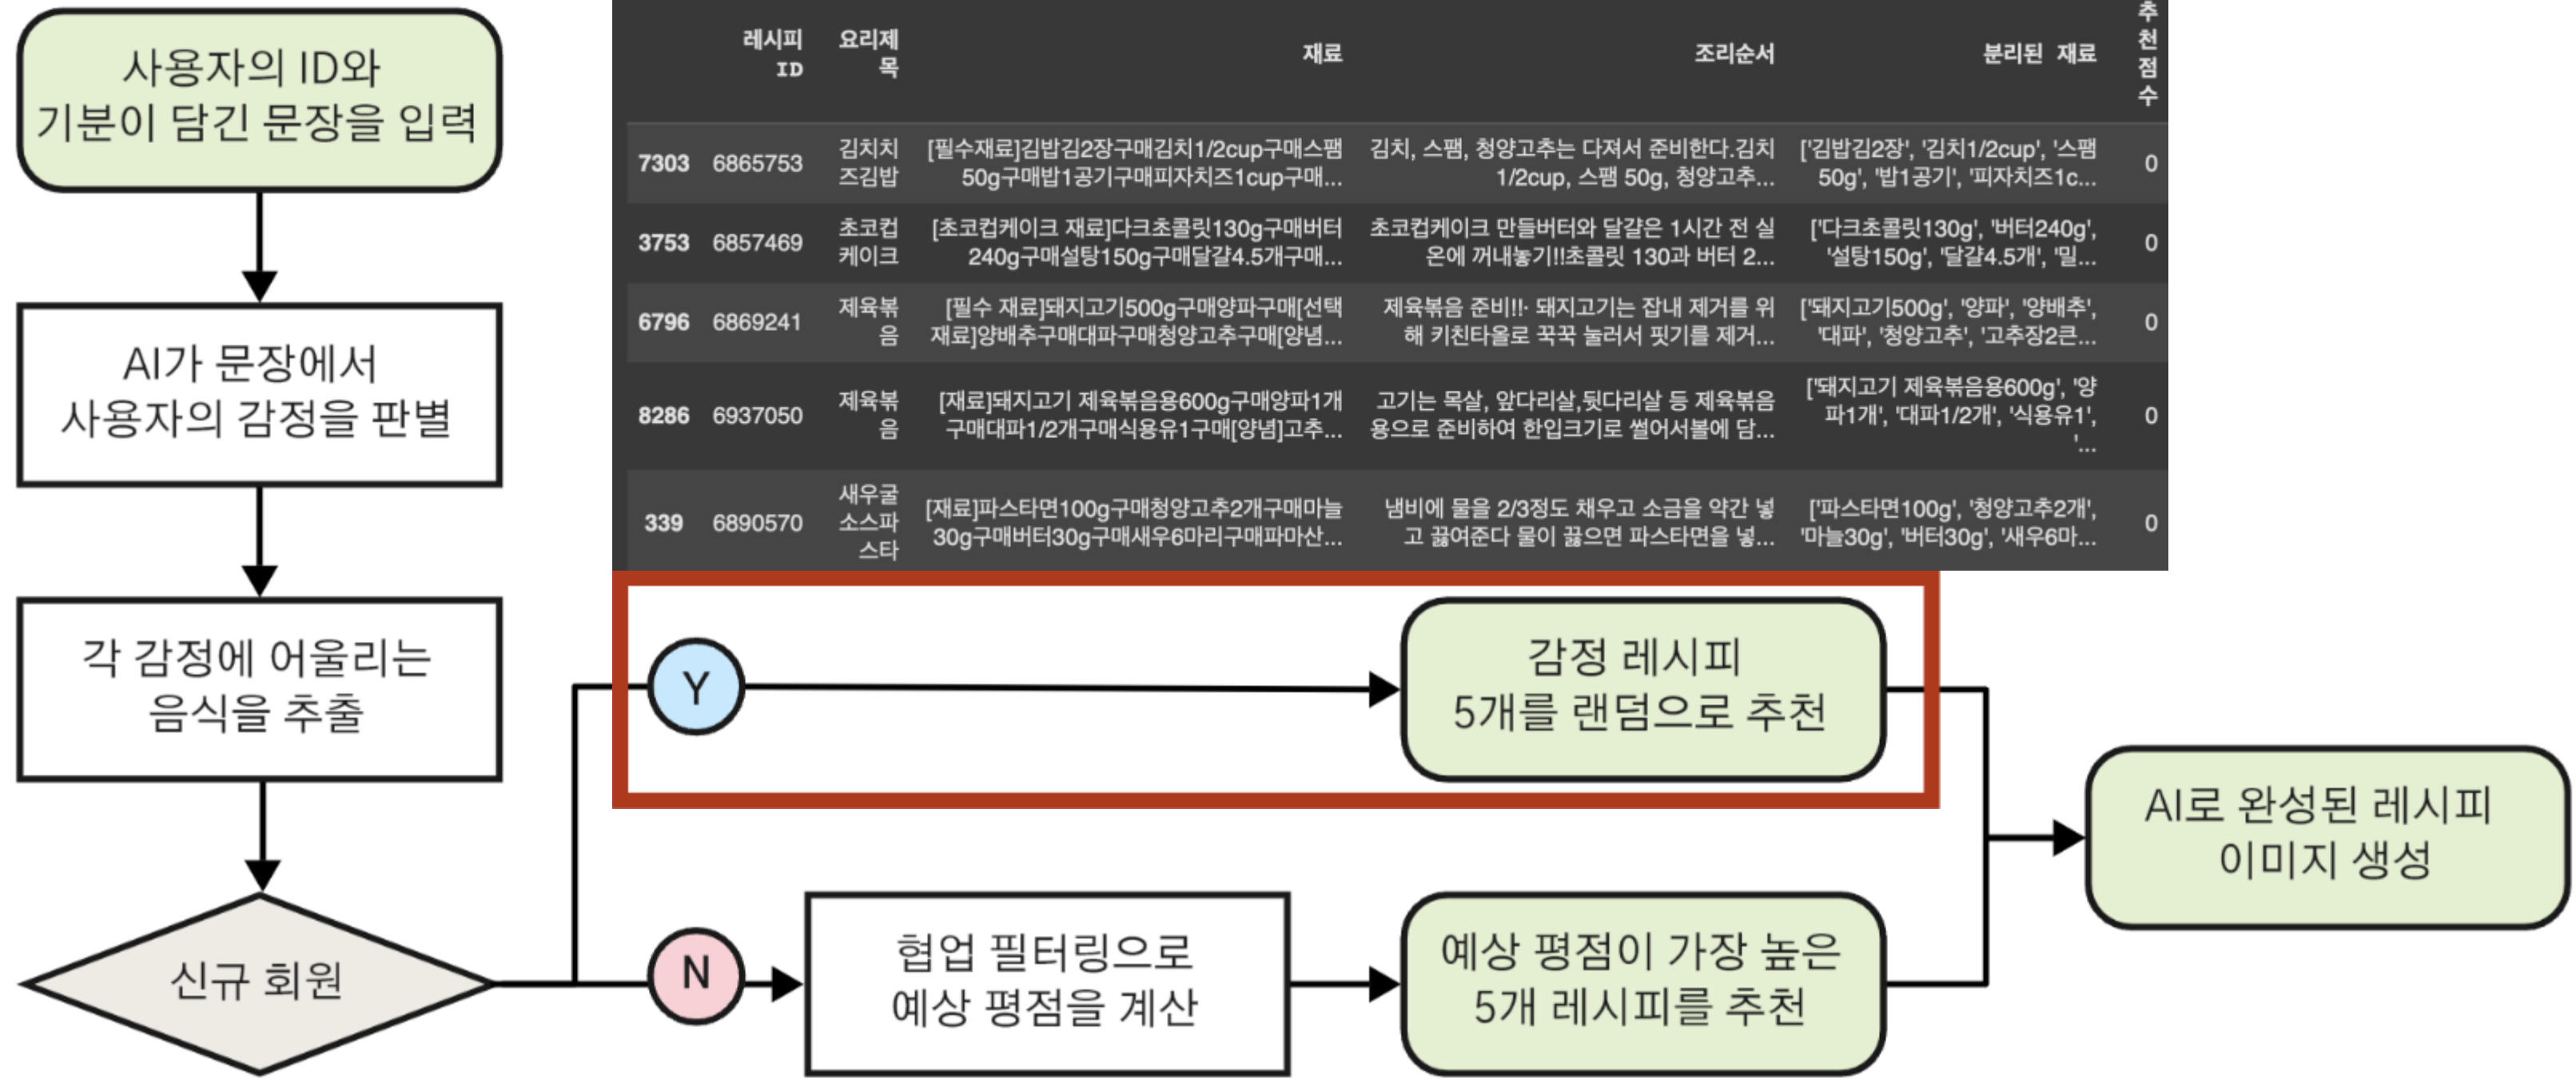 사용자의 ID와
기분이 담긴 문장을 입력
AI가 문장에서
사용자의 감정을 판별
각 감정에 어울리는
음식을 추출
신규 회원
레시피
ID
요리제
목
재료
조리순서
분리된 재료
추
천
점
수
7303
6865753
김치치
즈김밥
[필수재료]김밥김2장구매김치1/2cup구매스팸
50g구매밥1공기구매피자치즈1cup구매...
김치, 스팸, 청양고추는 다져서 준비한다.김치
1/2cup, 스팸 50g, 청양고추...
['김밥김2장', '김치1/2cup', '스팸
50g', '밥1공기', '피자치즈1c...
0
3753
6857469
초코컵
케이크
[초코컵케이크 재료]다크초콜릿130g구매버터
240g구매설탕150g구매달걀4.5개구매...
초코컵케이크 만들버터와 달걀은 1시간 전 실
온에 꺼내놓기!!초콜릿 130과 버터 2...
['다크초콜릿130g', '버터240g',
'설탕150g', '달걀4.5개', '밀...
0
6796
6869241
제육볶
음
[필수 재료]돼지고기500g구매양파구매[선택
재료]양배추구매대파구매청양고추구매[양념...
제육볶음 준비!!· 돼지고기는 잡내 제거를 위
해 키친타올로 꾹꾹 눌러서 핏기를 제거...
['돼지고기500g', '양파', '양배추',
'대파', '청양고추', '고추장2큰...
0
8286
6937050
제육볶
음
[재료]돼지고기 제육볶음용600g구매양파1개
구매대파1/2개구매식용유1구매[양념]고추...
고기는 목살, 앞다리살,뒷다리살 등 제육볶음
용으로 준비하여 한입크기로 썰어서볼에 담...
['돼지고기 제육볶음용600g', '양
파1개', '대파1/2개', '식용유1',
'...
0
339
6890570
새우굴
소스파
스타
[재료]파스타면100g구매청양고추2개구매마늘
30g구매버터30g구매새우6마리구매파마산...
냄비에 물을 2/3정도 채우고 소금을 약간 넣
고 끓여준다 물이 끓으면 파스타면을 넣...
['파스타면100g', '청양고추2개',
'마늘30g', '버터30g', '새우6마...
0
Y
감정 레시피
5개를 랜덤으로 추천
N
협업 필터링으로
예상 평점을 계산
예상 평점이 가장 높은
5개 레시피를 추천
AI로 완성된 레시피
이미지 생성